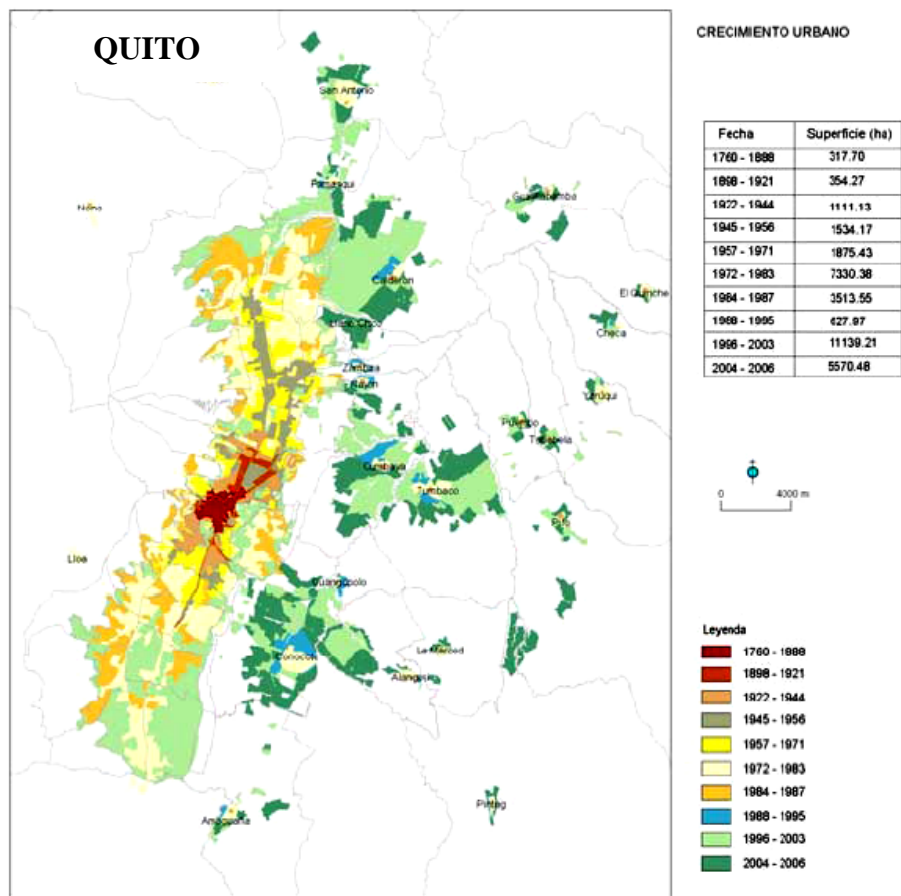 QUITO
CRECIMIENTO URBANO
Fecha Superficie (ha)
1760 - 1888 317.70
1898 - 1921 354.27
1922 - 1944 1111.13
1945 - 1956 1534.17
1957 - 1971 1875.43
1972 - 1983 7330.38
1984 - 1987 3513.55
1988 - 1995 627.97
1996 - 2003 11139.21
2004 - 2006 5570.48
San Antonio
Pomasqui
Nono
Guayllabamba
Calderón
El Quinche
Checa
Llano Chico
Zámbiza
Nayón
Yaruquí
Puembo
Tababela
Cumbayá
Tumbaco
0 4000 m
Pifo
Lloa
Guangopolo
La Merced
Conocoto
Alangasí
Píntag
Amaguaña
Leyenda
1760 - 1888
1898 - 1921
1922 - 1944
1945 - 1956
1957 - 1971
1972 - 1983
1984 - 1987
1988 - 1995
1996 - 2003
2004 - 2006